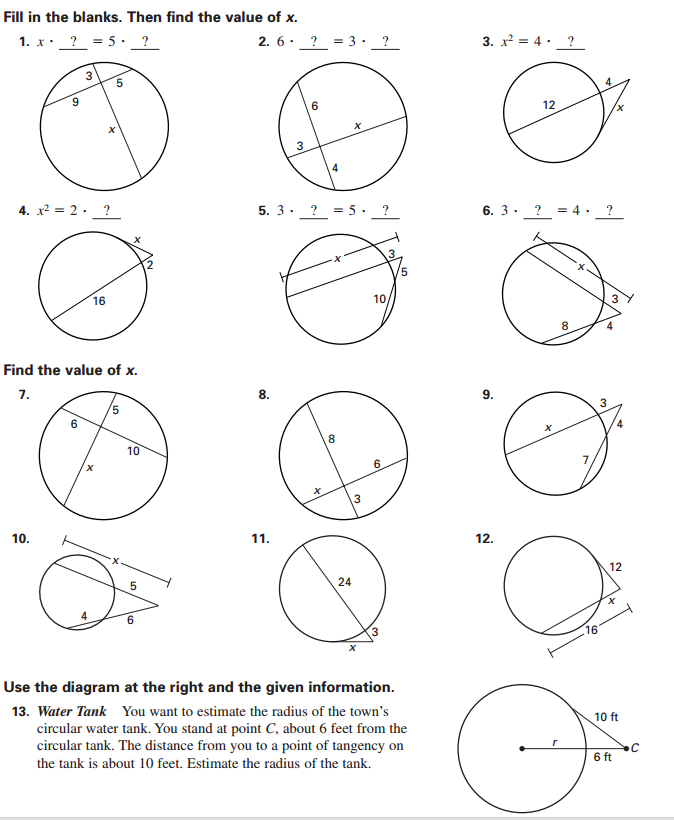 Fill in the blanks. Then find the value of x.
1. x · ? = 5 · ?
2. 6 · ? = 3 · ?
3. x² = 4 · ?
3
5
9
x
6
x
3
4
4
12
x
4. x² = 2 · ?
5. 3 · ? = 5 · ?
6. 3 · ? = 4 · ?
x
2
16
x
3
5
10
x
3
8
4
Find the value of x.
7.
8.
9.
5
6
10
x
8
6
x
3
3
4
x
7
10.
11.
12.
x
5
4
6
24
3
x
12
x
16
Use the diagram at the right and the given information.
13. Water Tank You want to estimate the radius of the town's
circular water tank. You stand at point C, about 6 feet from the
circular tank. The distance from you to a point of tangency on
the tank is about 10 feet. Estimate the radius of the tank.
10 ft
r
C
6 ft